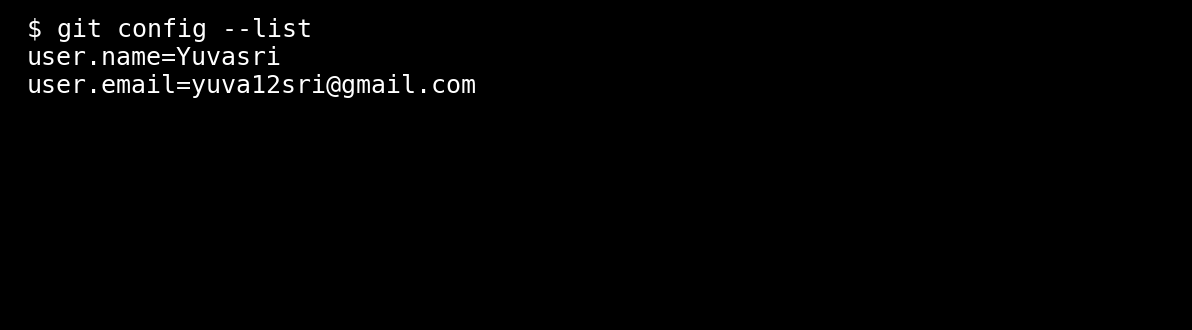 $ git config --list
user.name=Yuvasri
user.email=yuva12sri@gmail.com